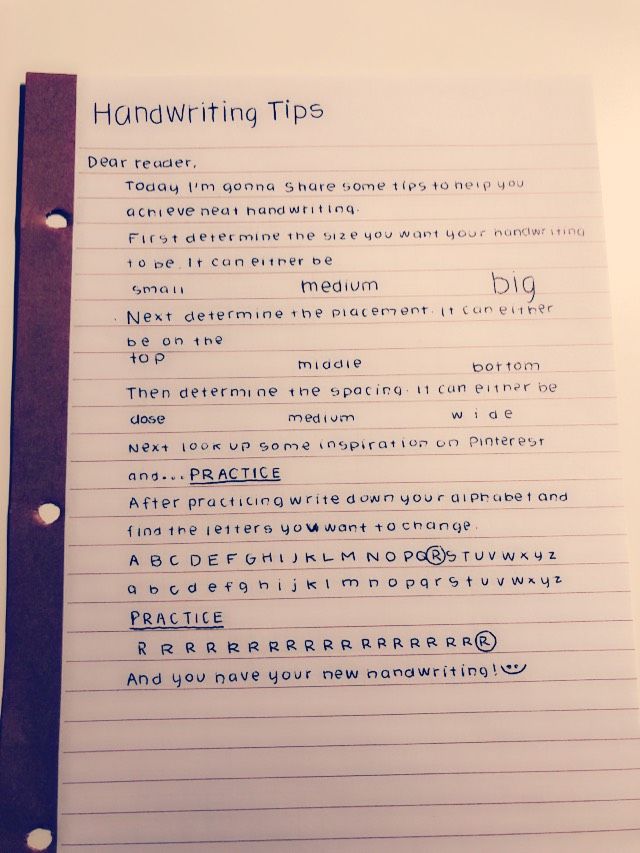 Handwriting Tips
Dear reader,
Today I'm gonna share some tips to help you
achieve neat handwriting.
First determine the size you want your handwriting
to be. It can either be
small medium big
Next determine the placement. It can either
be on the
top middle bottom
Then determine the spacing. It can either be
close medium wide
Next look up some inspiration on Pinterest
and... PRACTICE
After practicing write down your alphabet and
find the letters you want to change.
A B C D E F G H I J K L M N O P Q R S T U V W X Y Z
a b c d e f g h i j k l m n o p q r s t u v w x y z
PRACTICE
R R R R R R R R R R R R R R R R R R
And you have your new handwriting!